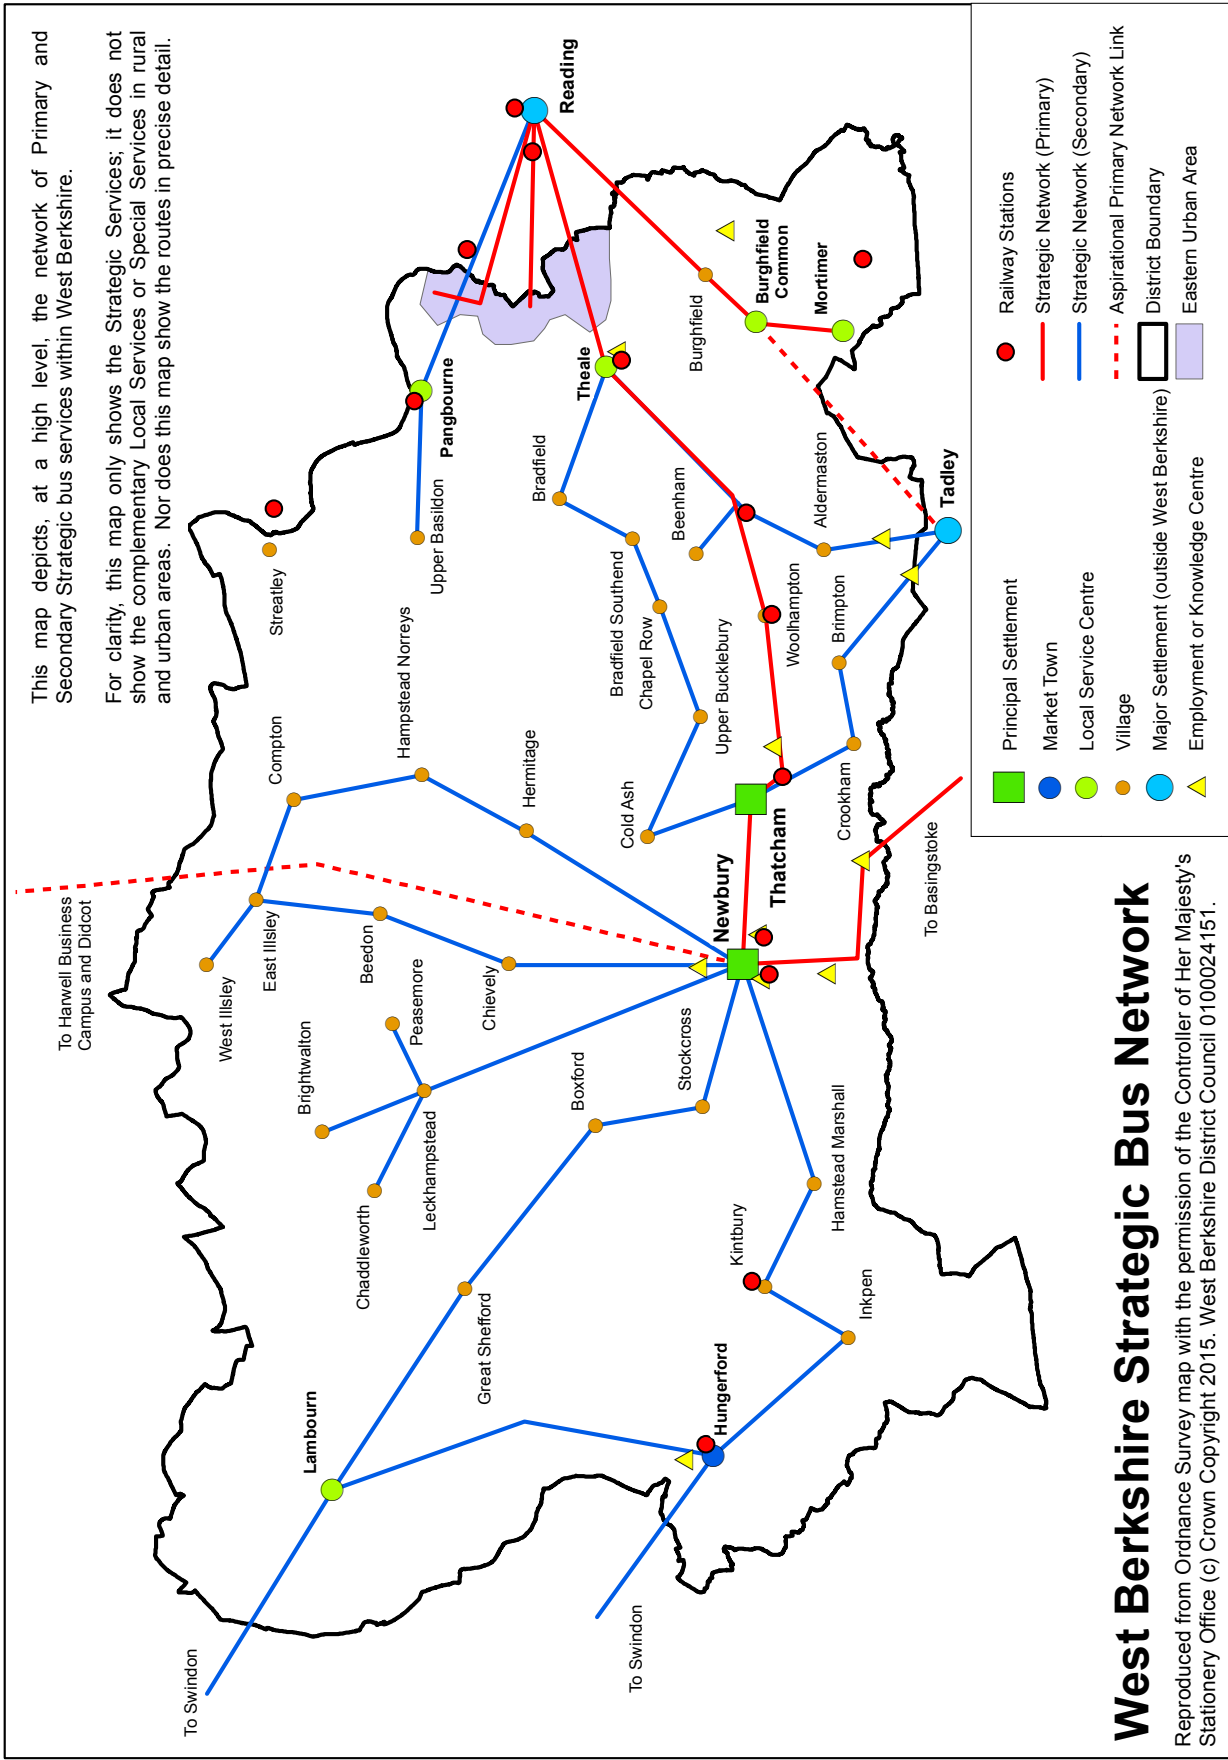 This map depicts, at a high level, the network of Primary and
Secondary Strategic bus services within West Berkshire.
For clarity, this map only shows the Strategic Services; it does not
show the complementary Local Services or Special Services in rural
and urban areas. Nor does this map show the routes in precise detail.
To Harwell Business
Campus and Didcot
To Swindon
Lambourn
Great Shefford
Chaddleworth
Brightwalton
Leckhampstead
Peasemore
West Illsley
East Illsley
Beedon
Chievely
Compton
Hampstead Norreys
Hermitage
Streatley
Upper Basildon
Pangbourne
Reading
Boxford
Stockcross
Newbury
Thatcham
Cold Ash
Upper Bucklebury
Chapel Row
Bradfield Southend
Bradfield
Theale
Beenham
Woolhampton
Aldermaston
Brimpton
Crookham
Tadley
Burghfield
Burghfield
Common
Mortimer
To Swindon
Hungerford
Kintbury
Inkpen
Hamstead Marshall
To Basingstoke
West Berkshire Strategic Bus Network
Reproduced from Ordnance Survey map with the permission of the Controller of Her Majesty's
Stationery Office (c) Crown Copyright 2015. West Berkshire District Council 0100024151.
Principal Settlement
Market Town
Local Service Centre
Village
Major Settlement (outside West Berkshire)
Employment or Knowledge Centre
Railway Stations
Strategic Network (Primary)
Strategic Network (Secondary)
Aspirational Primary Network Link
District Boundary
Eastern Urban Area